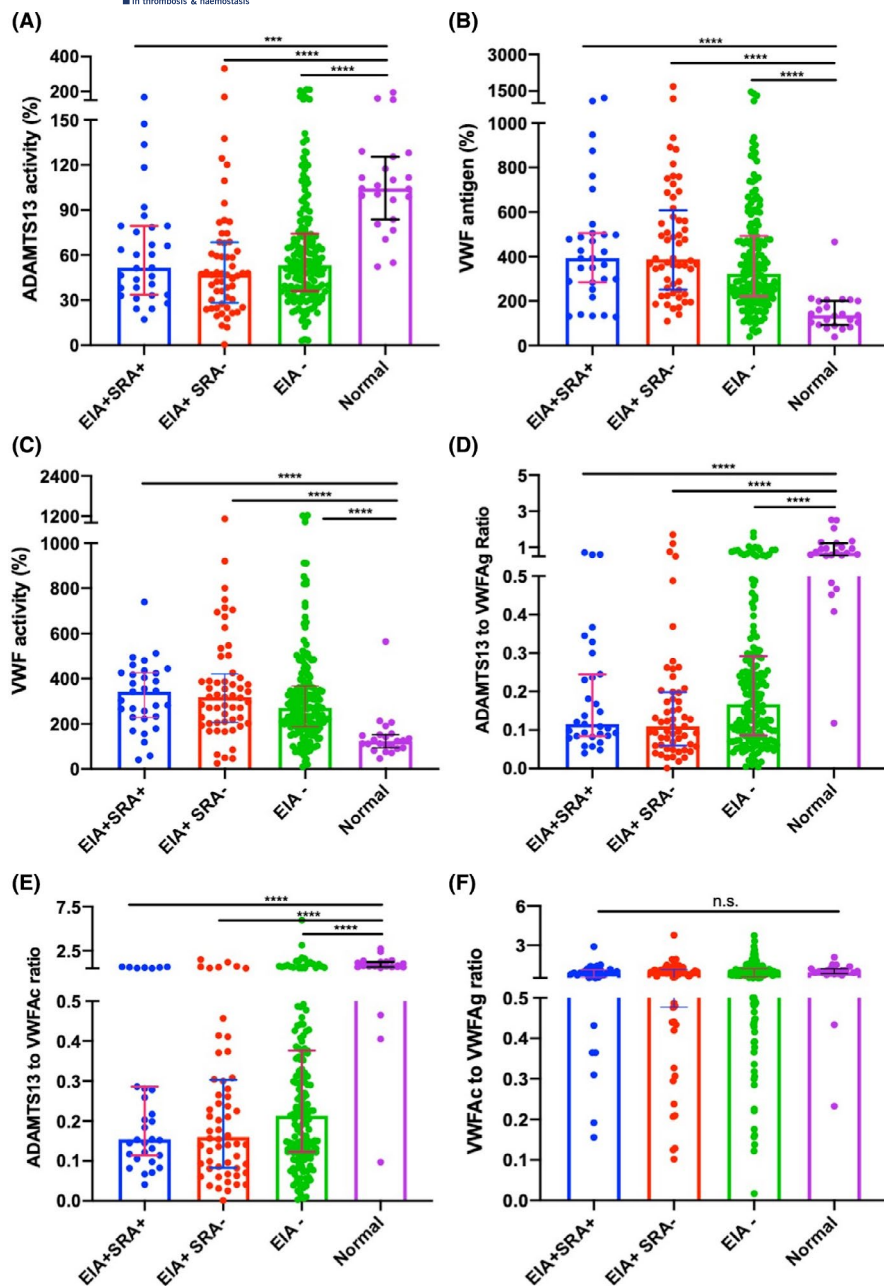 in thrombosis & haemostasis
(A)
ADAMTS13 activity (%)
400
200
150
120
90
60
30
0
***
****
****
EIA+SRA+
EIA+ SRA-
EIA -
Normal
(B)
VWF antigen (%)
3000
1500
1000
800
600
400
200
0
****
****
****
EIA+SRA+
EIA+ SRA-
EIA -
Normal
(C)
VWF activity (%)
2400
1200
1000
800
600
400
200
0
****
****
****
EIA+SRA+
EIA+ SRA-
EIA -
Normal
(D)
ADAMTS13 to VWFAg Ratio
5
3
1
0.5
0.4
0.3
0.2
0.1
0.0
****
****
****
EIA+SRA+
EIA+ SRA-
EIA -
Normal
(E)
ADAMTS13 to VWFAc ratio
7.5
2.5
0.5
0.4
0.3
0.2
0.1
0.0
****
****
****
EIA+SRA+
EIA+ SRA-
EIA -
Normal
(F)
VWFAc to VWFAg ratio
6
3
0.5
0.4
0.3
0.2
0.1
0.0
n.s.
EIA+SRA+
EIA+ SRA-
EIA -
Normal